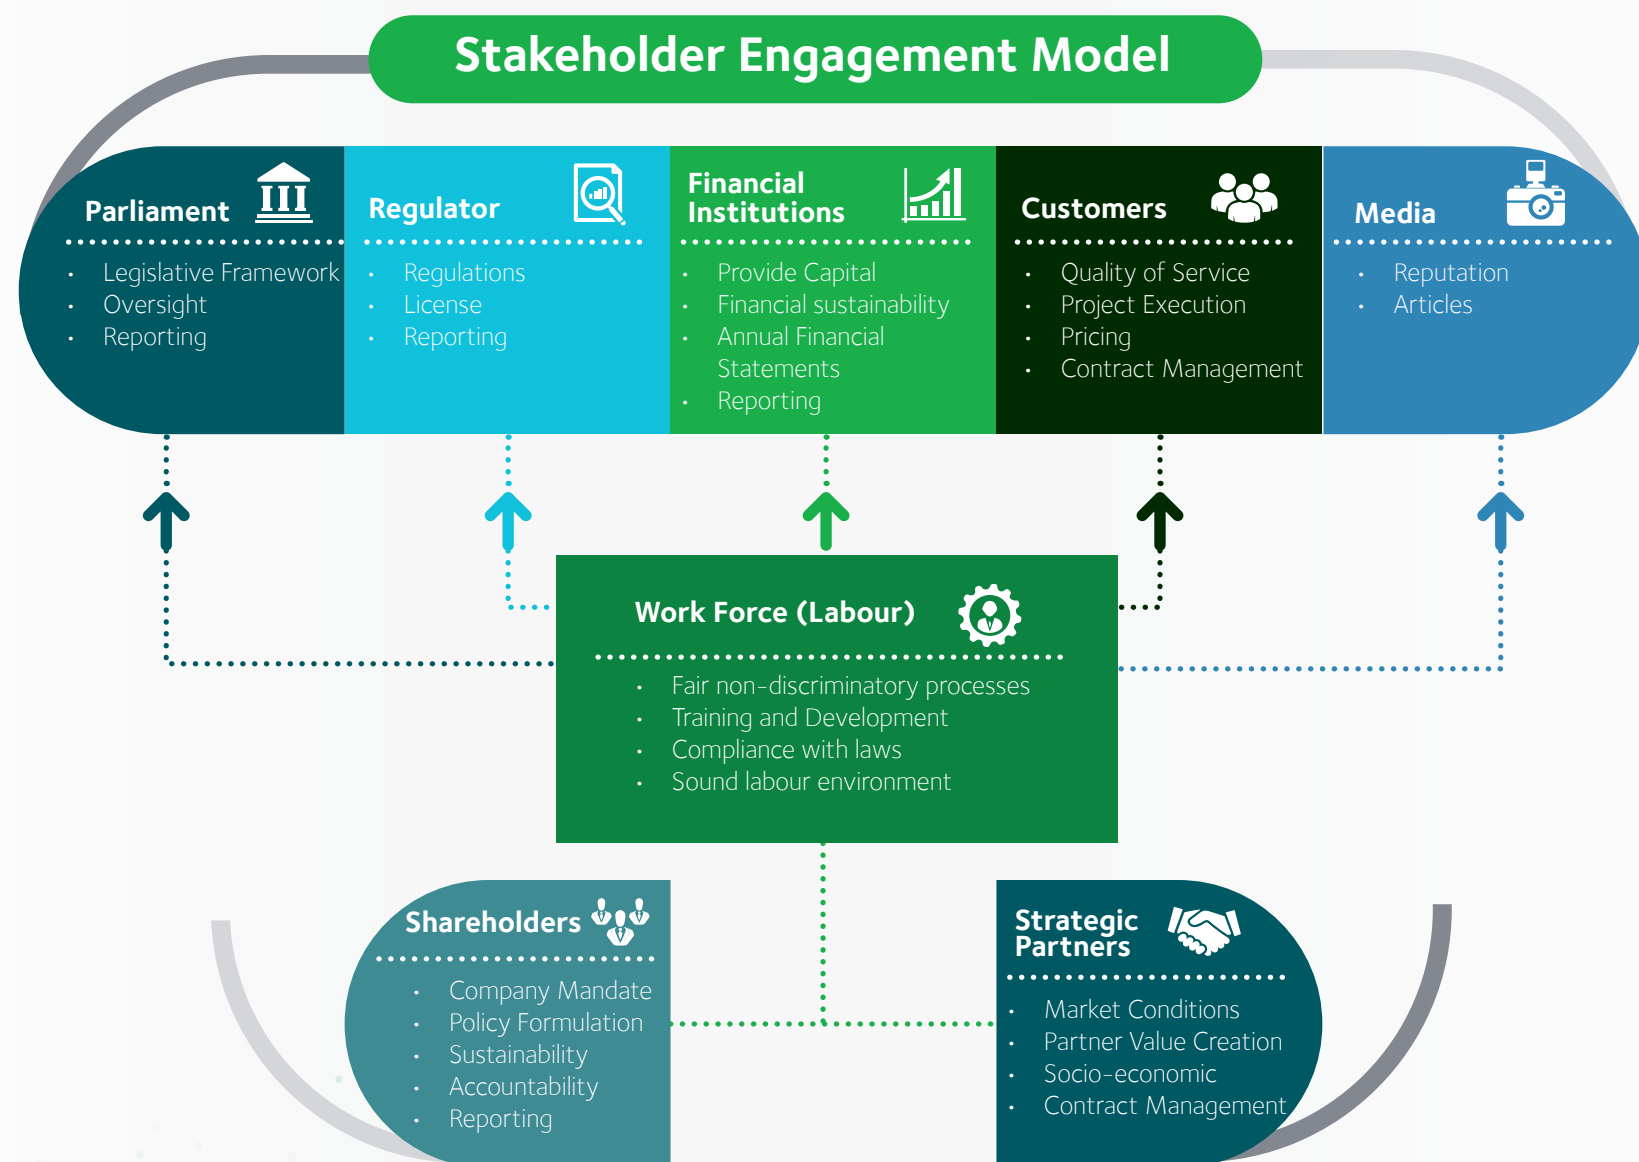 Stakeholder Engagement Model
Parliament
• Legislative Framework
• Oversight
• Reporting
Regulator
• Regulations
• License
• Reporting
Financial
Institutions
• Provide Capital
• Financial sustainability
• Annual Financial
Statements
• Reporting
Customers
• Quality of Service
• Project Execution
• Pricing
• Contract Management
Media
• Reputation
• Articles
Work Force (Labour)
• Fair non-discriminatory processes
• Training and Development
• Compliance with laws
• Sound labour environment
Shareholders
• Company Mandate
• Policy Formulation
• Sustainability
• Accountability
• Reporting
Strategic
Partners
• Market Conditions
• Partner Value Creation
• Socio-economic
• Contract Management